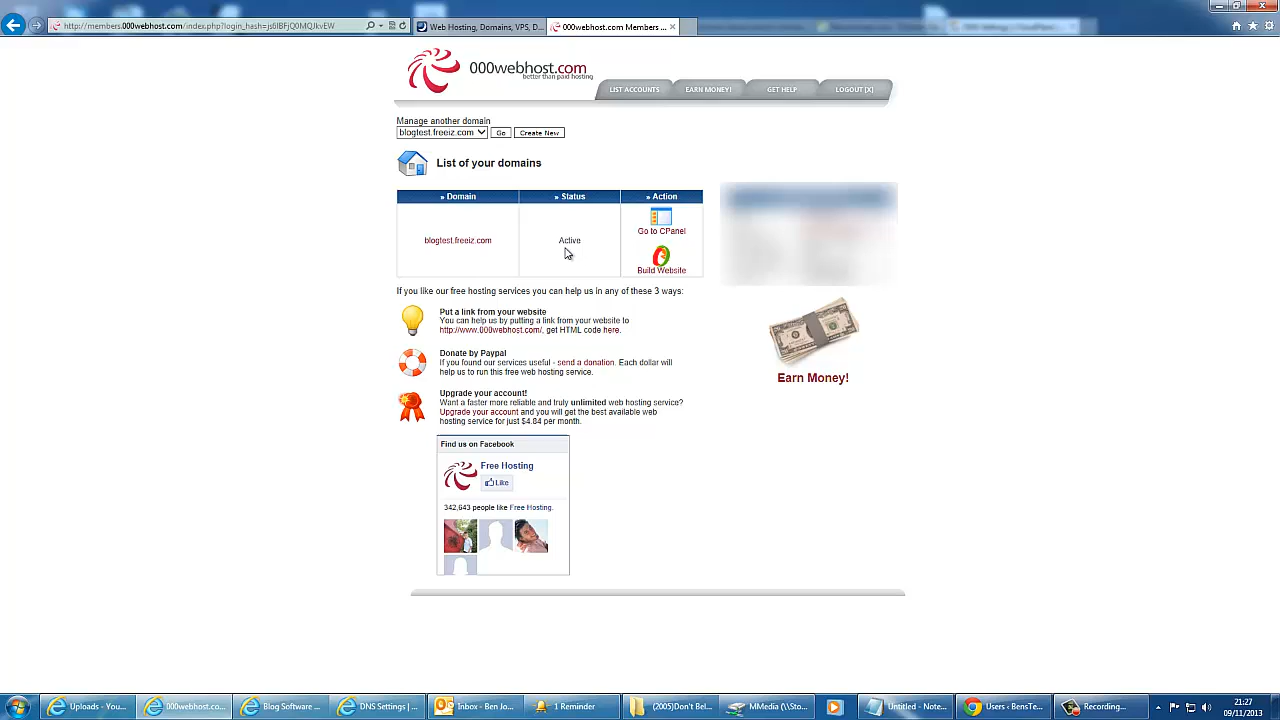 http://members.000webhost.com/index.php?login_hash=js6IBFjQ0MQJkvEW
Web Hosting, Domains, VPS, D...
000webhost.com Members ...
000webhost.com
better than paid hosting
LIST ACCOUNTS
EARN MONEY!
GET HELP
LOGOUT [X]
Manage another domain
blogtest.freeiz.com
Go
Create New
List of your domains
» Domain
» Status
» Action
blogtest.freeiz.com
Active
Go to CPanel
Build Website
If you like our free hosting services you can help us in any of these 3 ways:
Put a link from your website
You can help us by putting a link from your website to
http://www.000webhost.com/, get HTML code here.
Donate by Paypal
If you found our services useful - send a donation. Each dollar will
help us to run this free web hosting service.
Upgrade your account!
Want a faster more reliable and truly unlimited web hosting service?
Upgrade your account and you will get the best available web
hosting service for just $4.84 per month.
Earn Money!
Find us on Facebook
Free Hosting
Like
342,643 people like Free Hosting.
Uploads - You...
000webhost.co...
Blog Software ...
DNS Settings | ...
Inbox - Ben Jo...
1 Reminder
(2005)Don't Bel...
MMedia (\\Sto...
Untitled - Note...
Users ‹ BensTe...
Recording...
21:27
09/11/2013